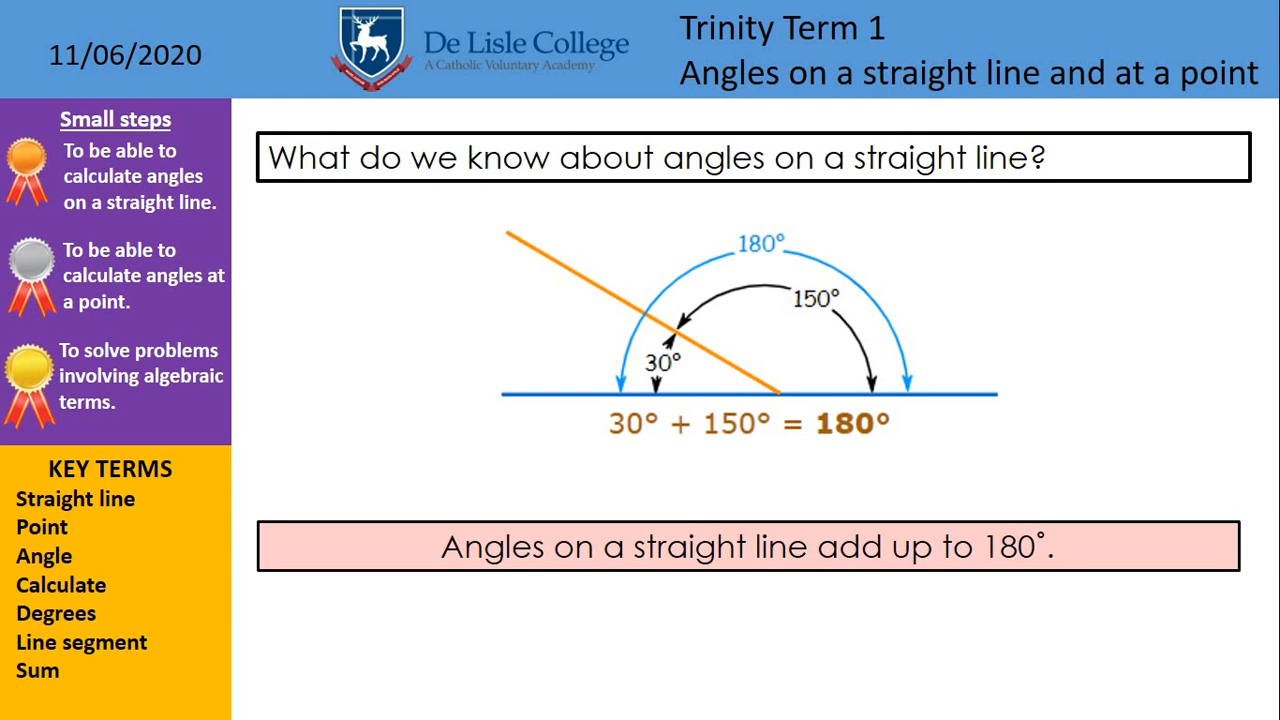 11/06/2020
De Lisle College
A Catholic Voluntary Academy
Trinity Term 1
Angles on a straight line and at a point
Small steps
To be able to
calculate angles
on a straight line.
To be able to
calculate angles at
a point.
To solve problems
involving algebraic
terms.
KEY TERMS
Straight line
Point
Angle
Calculate
Degrees
Line segment
Sum
What do we know about angles on a straight line?
180°
150°
30°
30° + 150° = 180°
Angles on a straight line add up to 180˚.